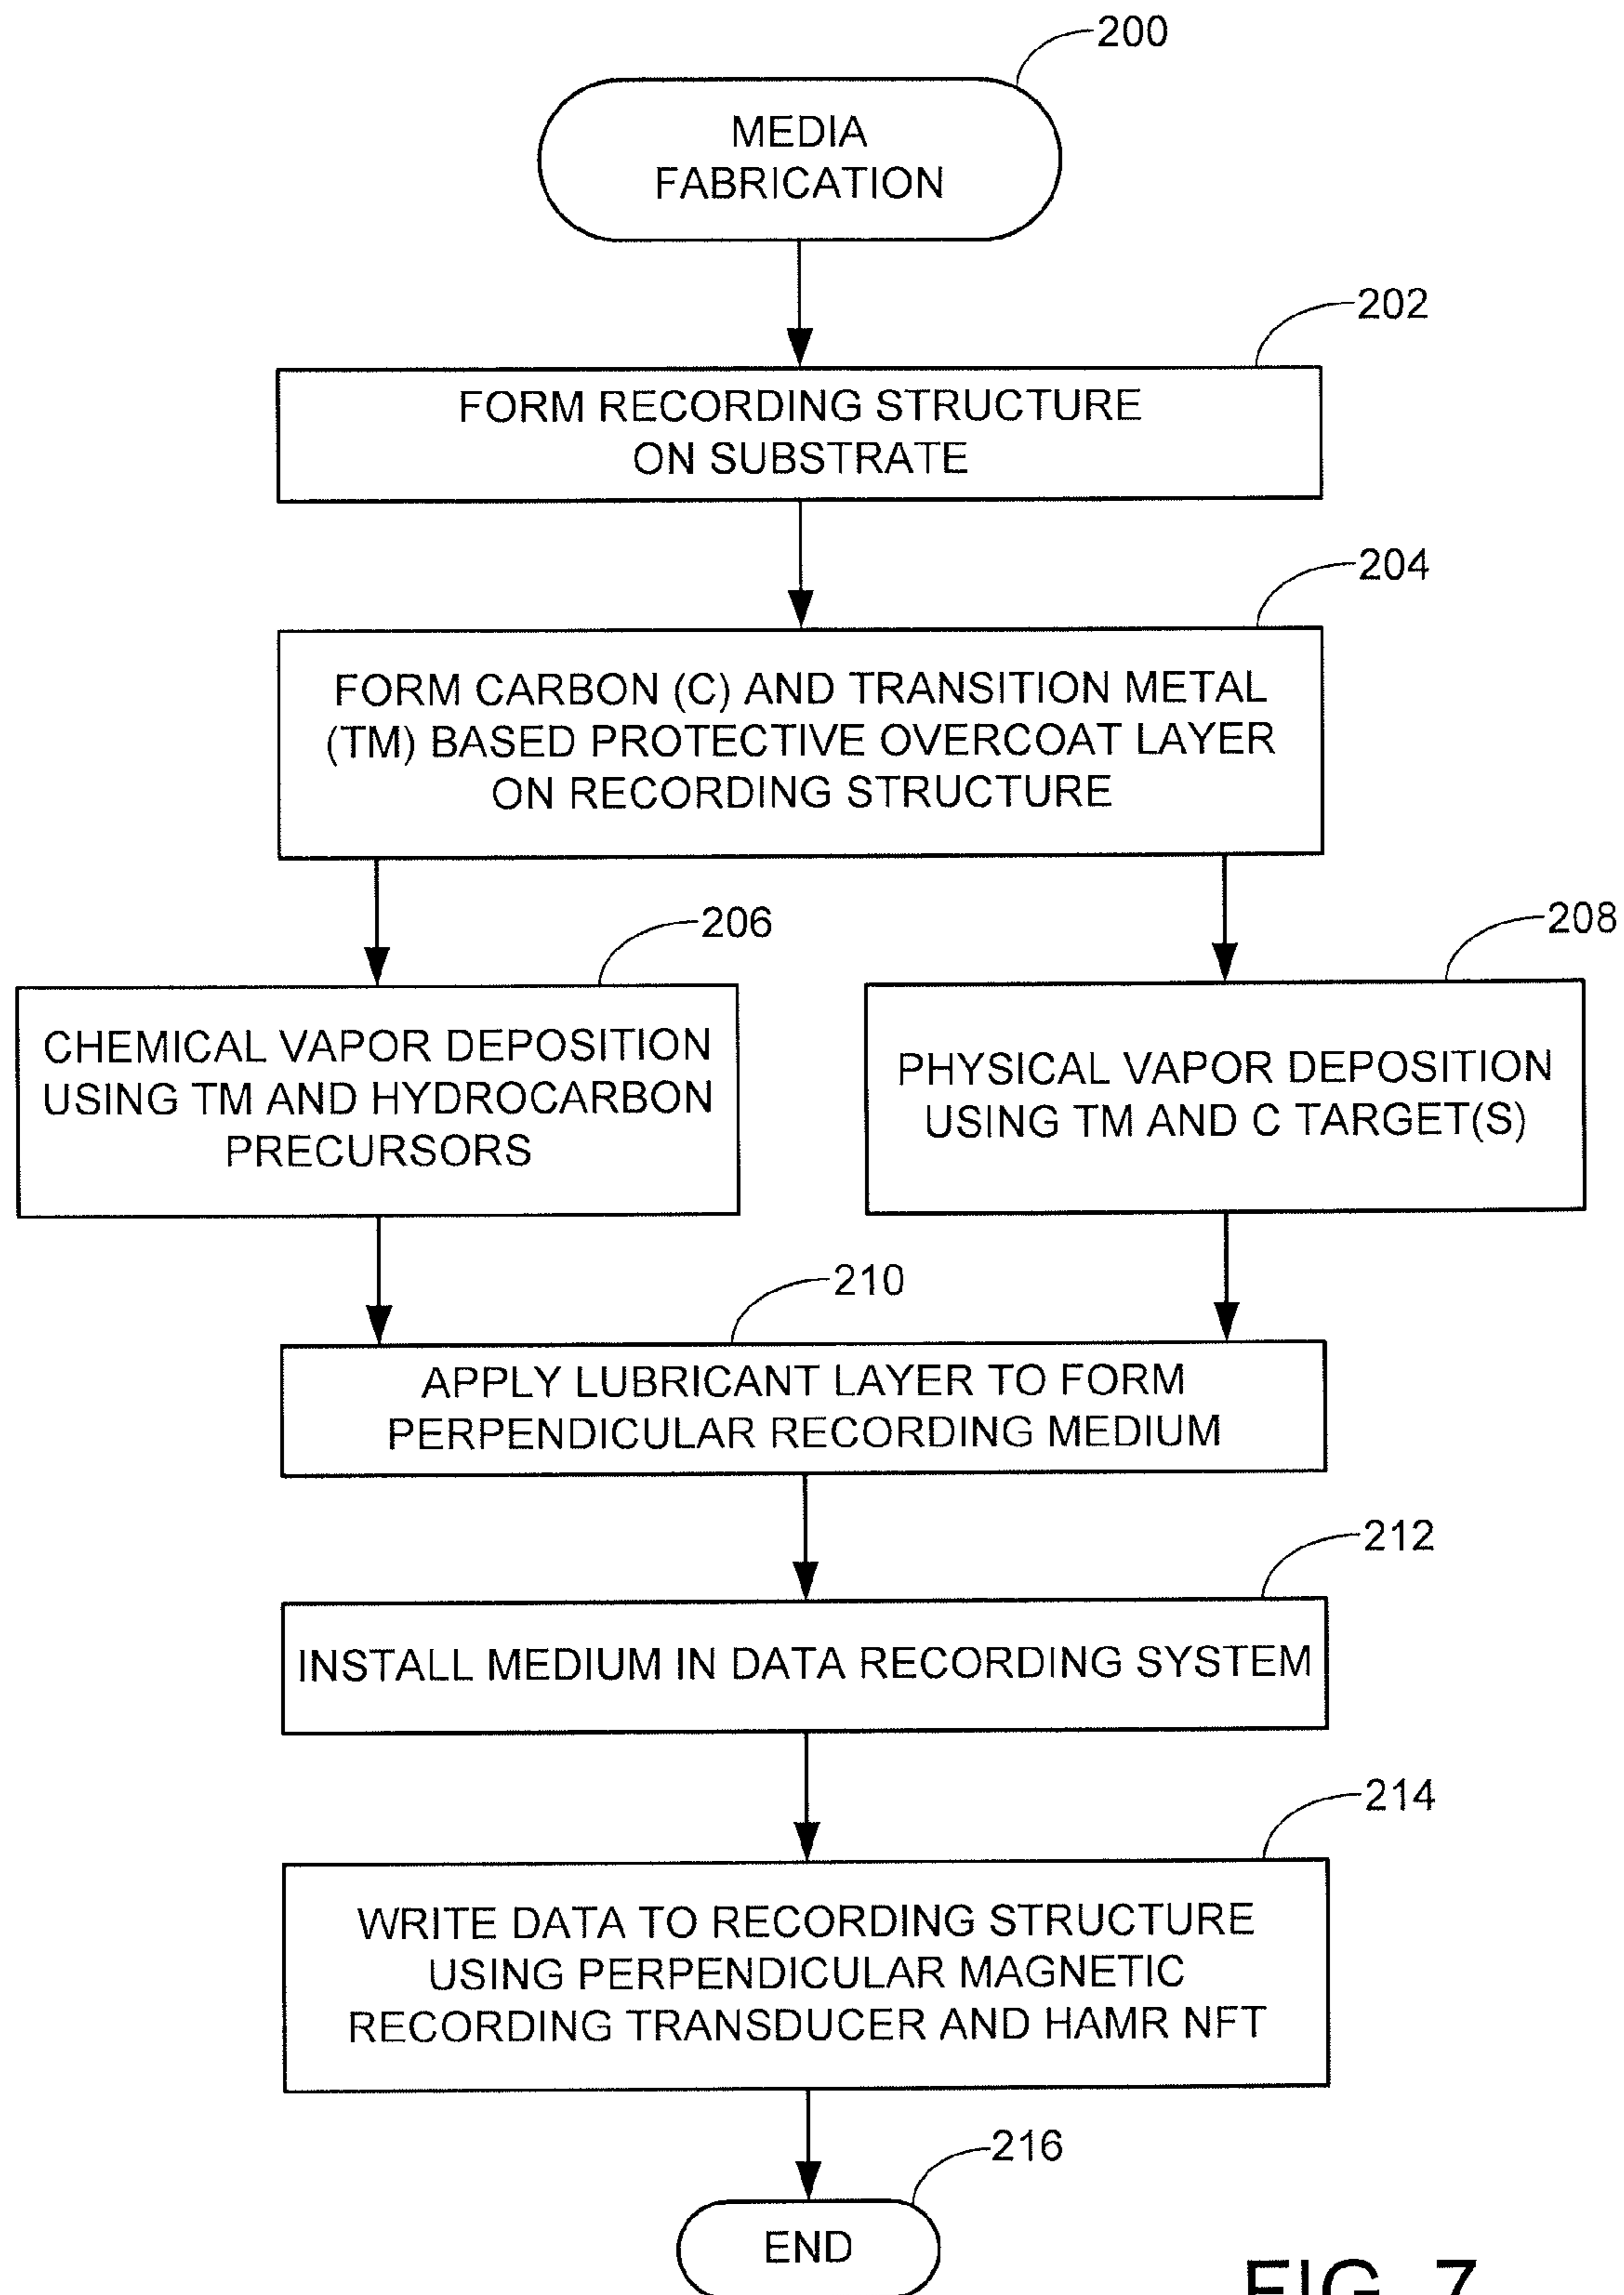 200
MEDIA
FABRICATION
202
FORM RECORDING STRUCTURE
ON SUBSTRATE
204
FORM CARBON (C) AND TRANSITION METAL
(TM) BASED PROTECTIVE OVERCOAT LAYER
ON RECORDING STRUCTURE
206
CHEMICAL VAPOR DEPOSITION
USING TM AND HYDROCARBON
PRECURSORS
208
PHYSICAL VAPOR DEPOSITION
USING TM AND C TARGET(S)
210
APPLY LUBRICANT LAYER TO FORM
PERPENDICULAR RECORDING MEDIUM
212
INSTALL MEDIUM IN DATA RECORDING SYSTEM
214
WRITE DATA TO RECORDING STRUCTURE
USING PERPENDICULAR MAGNETIC
RECORDING TRANSDUCER AND HAMR NFT
216
END
FIG. 7